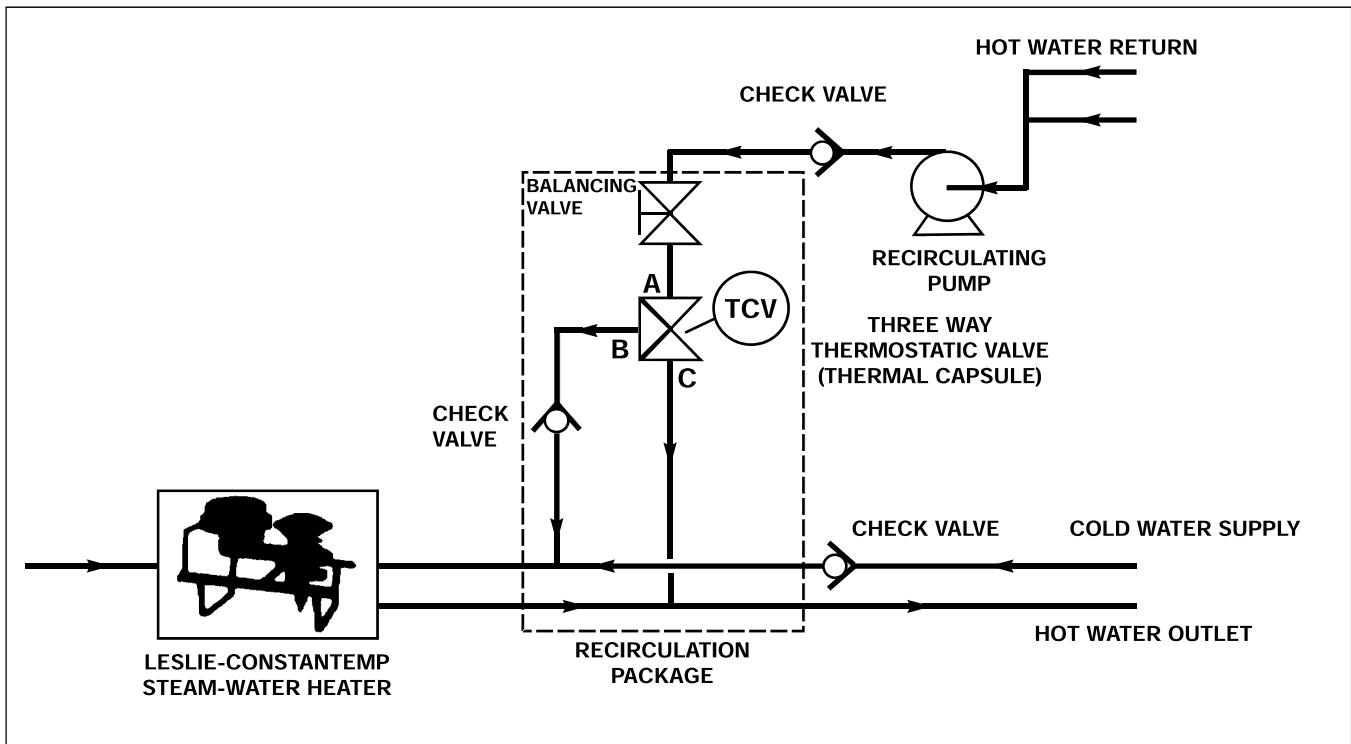 HOT WATER RETURN
CHECK VALVE
BALANCING
VALVE
RECIRCULATING
PUMP
A
TCV
THREE WAY
THERMOSTATIC VALVE
(THERMAL CAPSULE)
B
C
CHECK
VALVE
CHECK VALVE
COLD WATER SUPPLY
HOT WATER OUTLET
RECIRCULATION
PACKAGE
LESLIE-CONSTANTEMP
STEAM-WATER HEATER